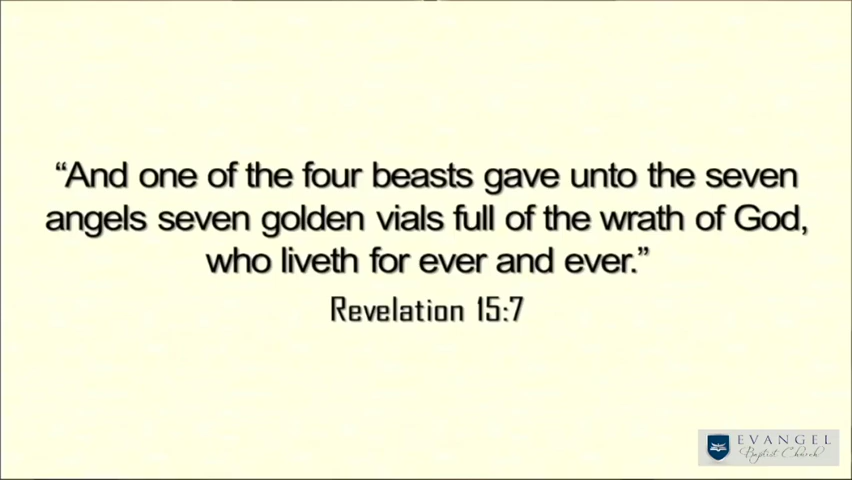 “And one of the four beasts gave unto the seven
angels seven golden vials full of the wrath of God,
who liveth for ever and ever.”
Revelation 15:7
EVANGEL
Baptist Church